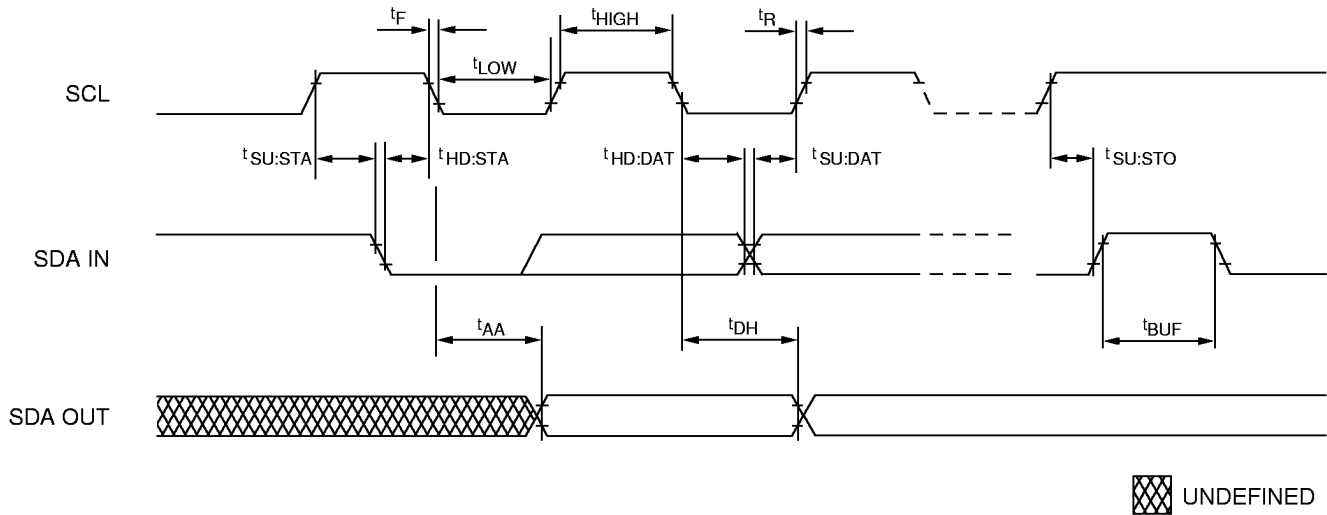 tF
tHIGH
tR
tLOW
SCL
tSU:STA
tHD:STA
tHD:DAT
tSU:DAT
tSU:STO
SDA IN
tAA
tDH
tBUF
SDA OUT
UNDEFINED